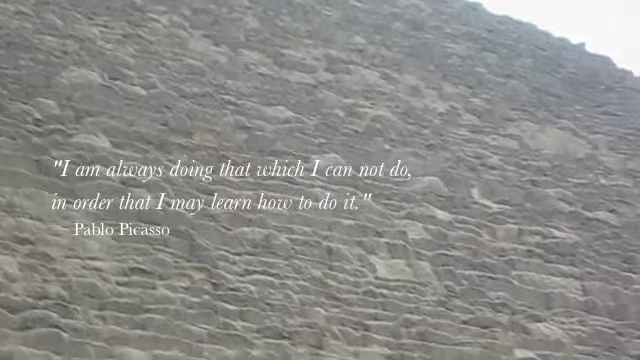 "I am always doing that which I can not do,
in order that I may learn how to do it."
Pablo Picasso